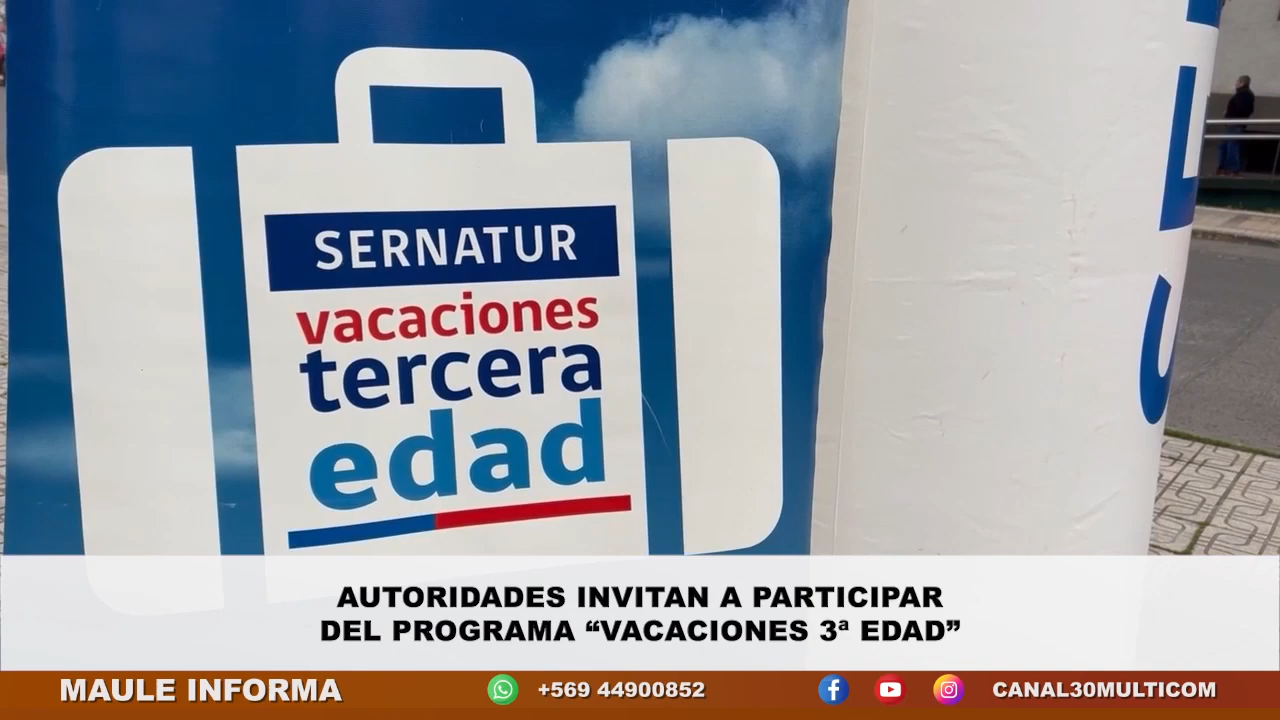 SERNATUR
vacaciones
tercera
edad
AUTORIDADES INVITAN A PARTICIPAR
DEL PROGRAMA “VACACIONES 3ª EDAD”
MAULE INFORMA
+569 44900852
CANAL30MULTICOM